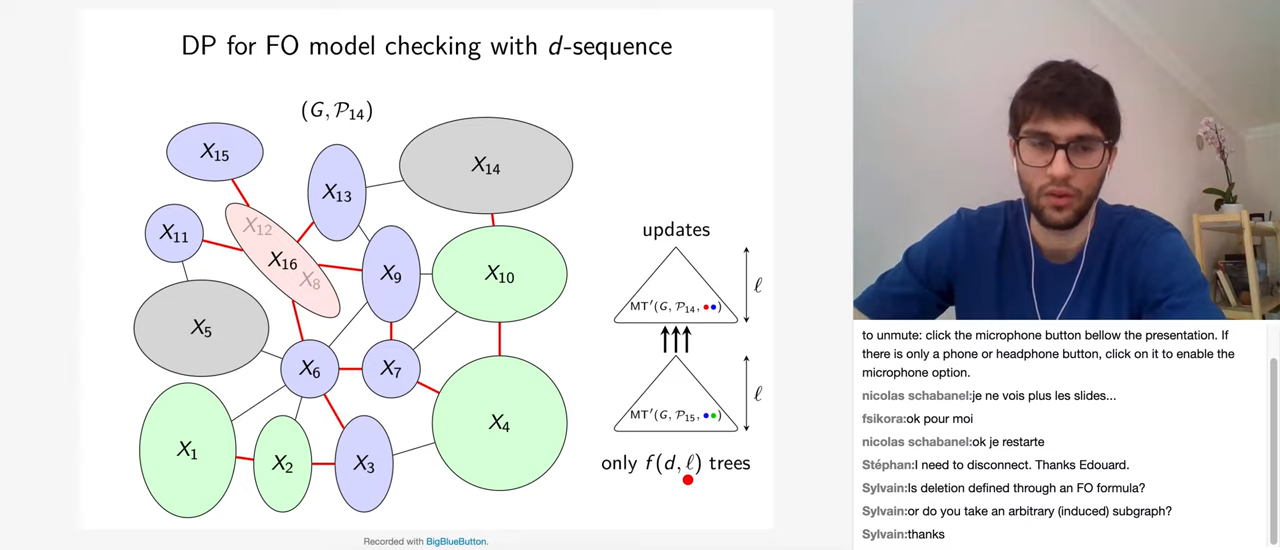 DP for FO model checking with d-sequence
(G, 𝒫₁₄)
X₁₅
X₁₃
X₁₄
X₁₂
X₁₁
X₁₆
X₈
X₉
X₁₀
X₅
X₆
X₇
X₁
X₂
X₃
X₄
updates
MT′(G, 𝒫₁₄, ••)
ℓ
MT′(G, 𝒫₁₅, ••)
ℓ
only f(d, ℓ) trees
Recorded with BigBlueButton.
to unmute: click the microphone button bellow the presentation. If
there is only a phone or headphone button, click on it to enable the
microphone option.
nicolas schabanel:je ne vois plus les slides...
fsikora:ok pour moi
nicolas schabanel:ok je restarte
Stéphan:I need to disconnect. Thanks Edouard.
Sylvain:Is deletion defined through an FO formula?
Sylvain:or do you take an arbitrary (induced) subgraph?
Sylvain:thanks